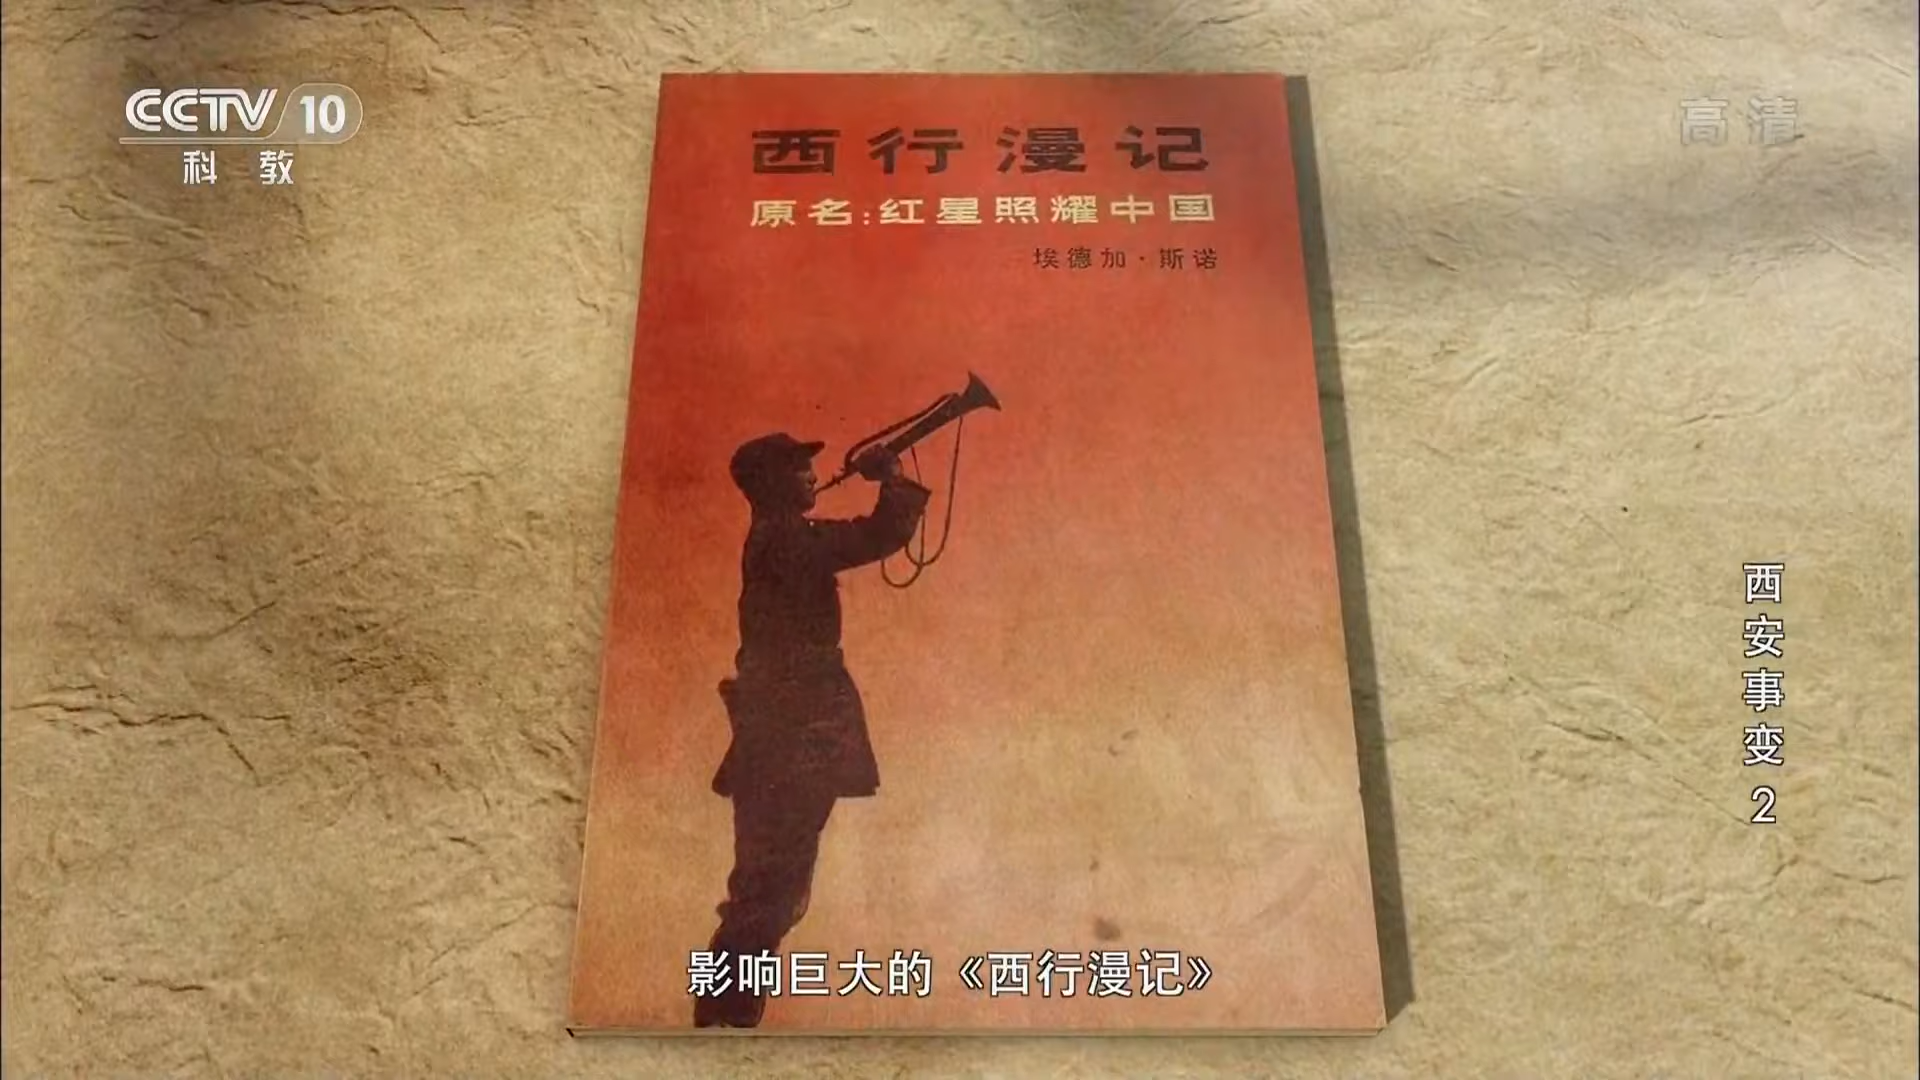 CCTV 10
科教
高清
西行漫记
原名:红星照耀中国
埃德加·斯诺
西安事变2
影响巨大的《西行漫记》